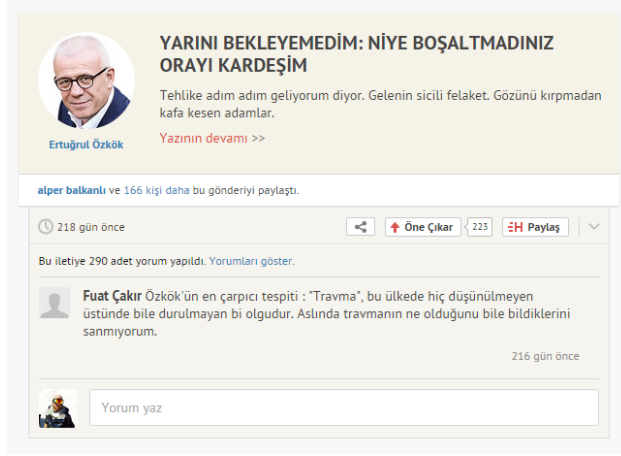 YARINI BEKLEYEMEDİM: NİYE BOŞALTMADINIZ
ORAYI KARDEŞİM
Tehlike adım adım geliyorum diyor. Gelenin sicili felaket. Gözünü kırpmadan
kafa kesen adamlar.
Ertuğrul Özkök
Yazının devamı >>
alper balkanlı ve 166 kişi daha bu gönderiyi paylaştı.
218 gün önce
Öne Çıkar 223 H Paylaş
Bu iletiye 290 adet yorum yapıldı. Yorumları göster.
Fuat Çakır Özkök'ün en çarpıcı tespiti : "Travma", bu ülkede hiç düşünülmeyen
üstünde bile durulmayan bi olgudur. Aslında travmanın ne olduğunu bile bildiklerini
sanmıyorum.
216 gün önce
Yorum yaz